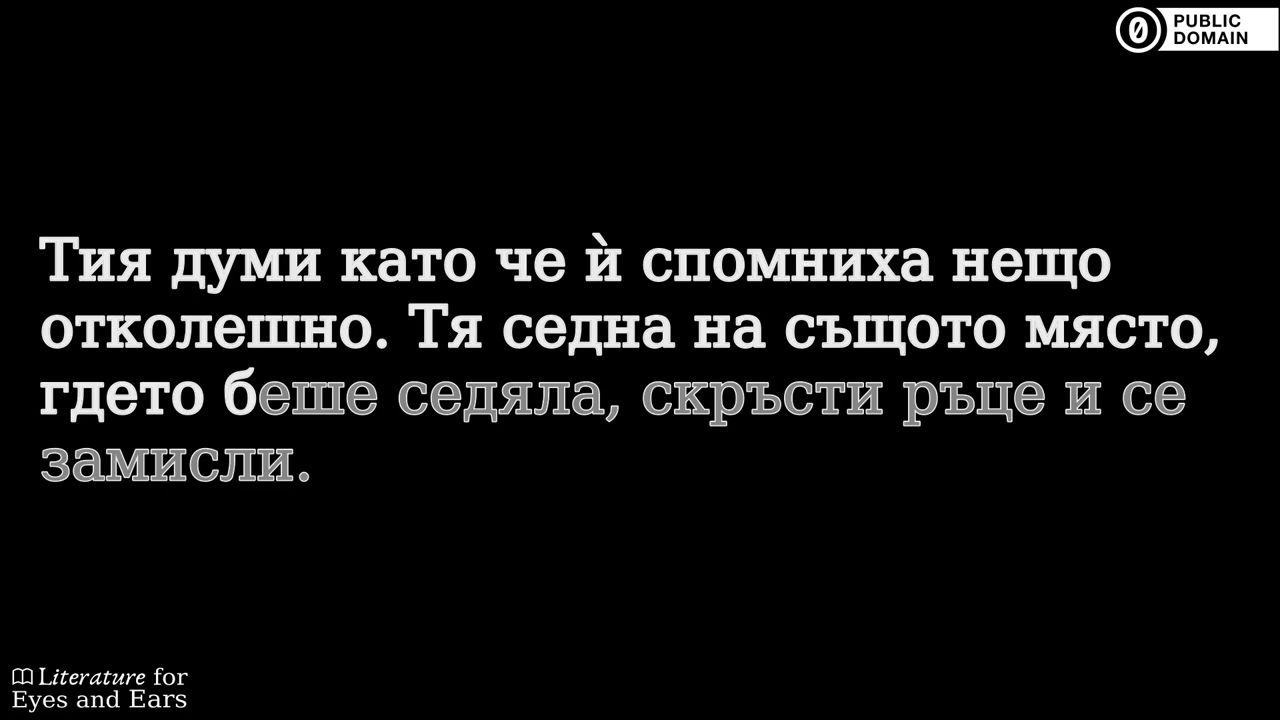 PUBLIC
DOMAIN
Тия думи като че ѝ спомниха нещо
отколешно. Тя седна на същото място,
гдето беше седяла, скръсти ръце и се
замисли.
Literature for
Eyes and Ears